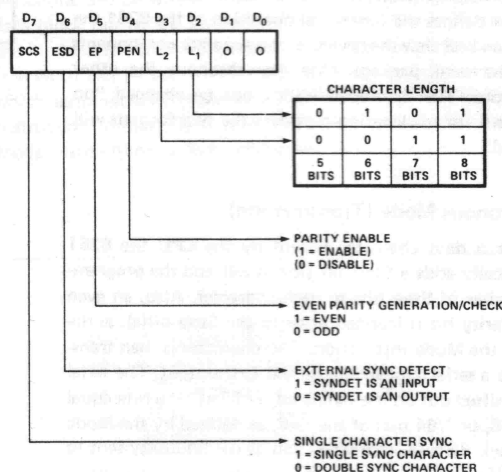 D7 D6 D5 D4 D3 D2 D1 D0
SCS ESD EP PEN L2 L1 0 0
CHARACTER LENGTH
0 1 0 1
0 0 1 1
5 BITS 6 BITS 7 BITS 8 BITS
PARITY ENABLE
(1 = ENABLE)
(0 = DISABLE)
EVEN PARITY GENERATION/CHECK
1 = EVEN
0 = ODD
EXTERNAL SYNC DETECT
1 = SYNDET IS AN INPUT
0 = SYNDET IS AN OUTPUT
SINGLE CHARACTER SYNC
1 = SINGLE SYNC CHARACTER
0 = DOUBLE SYNC CHARACTER